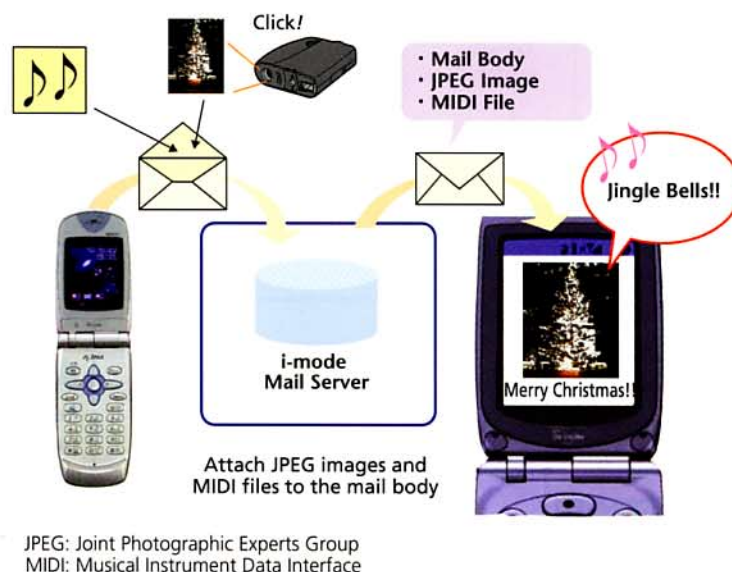 Click!
· Mail Body
· JPEG Image
· MIDI File
Jingle Bells!!
i-mode
Mail Server
Merry Christmas!!
Attach JPEG images and
MIDI files to the mail body
JPEG: Joint Photographic Experts Group
MIDI: Musical Instrument Data Interface